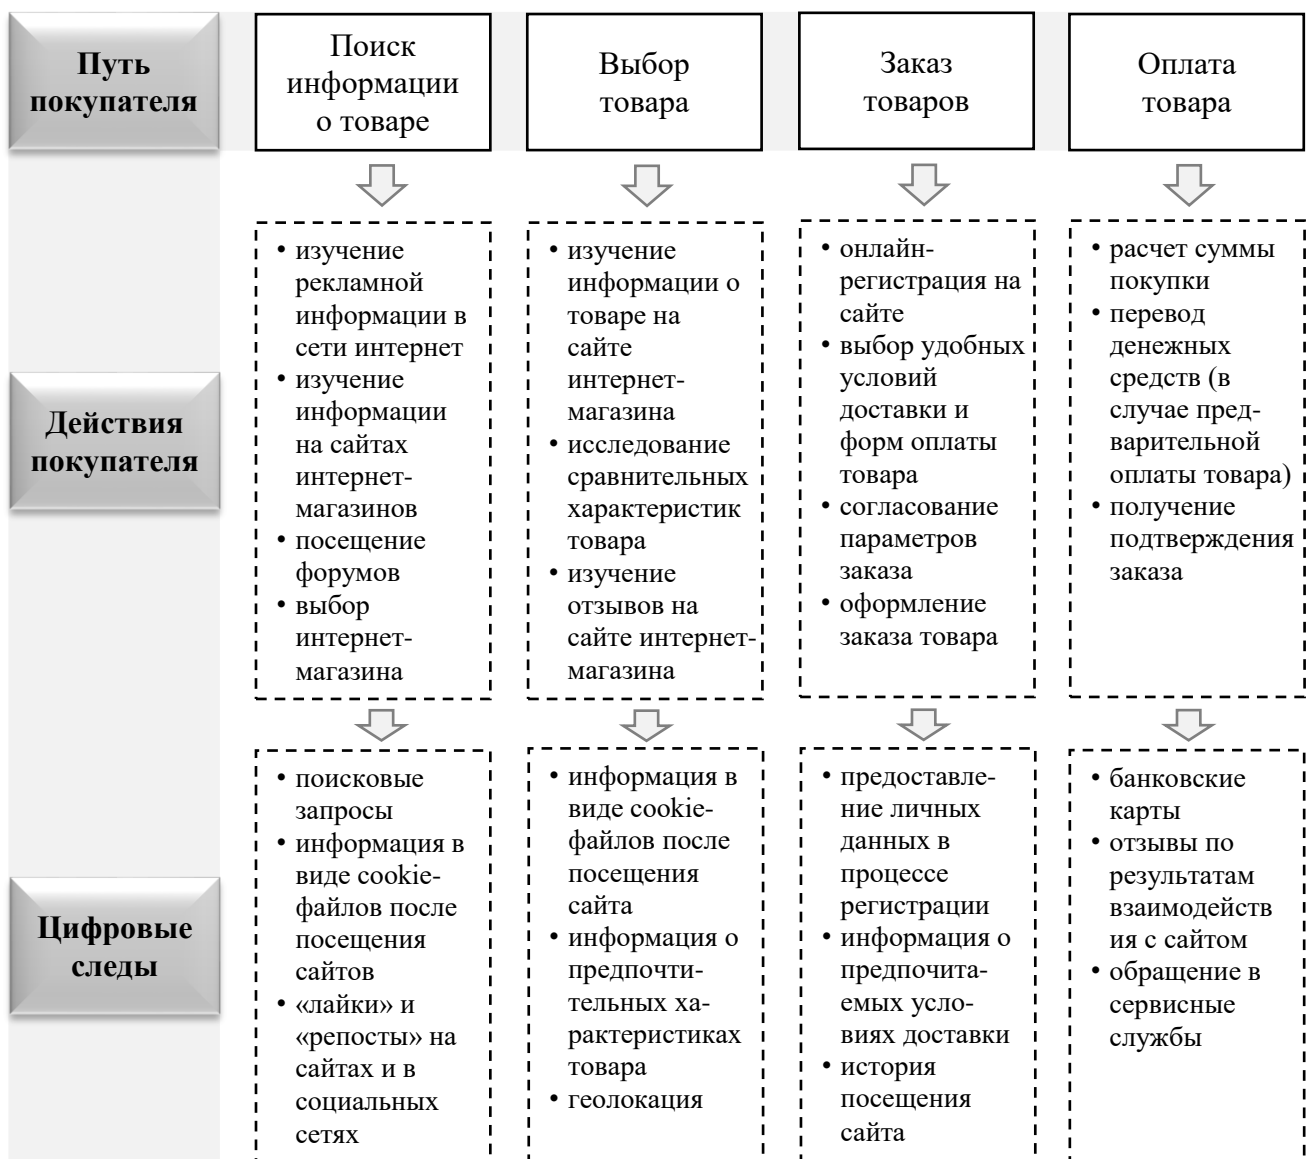 Путь
покупателя
Поиск
информации
о товаре
Выбор
товара
Заказ
товаров
Оплата
товара
Действия
покупателя
• изучение
рекламной
информации в
сети интернет
• изучение
информации
на сайтах
интернет-
магазинов
• посещение
форумов
• выбор
интернет-
магазина
• изучение
информации о
товаре на
сайте
интернет-
магазина
• исследование
сравнительных
характеристик
товара
• изучение
отзывов на
сайте интернет-
магазина
• онлайн-
регистрация на
сайте
• выбор удобных
условий
доставки и
форм оплаты
товара
• согласование
параметров
заказа
• оформление
заказа товара
• расчет суммы
покупки
• перевод
денежных
средств (в
случае пред-
варительной
оплаты товара)
• получение
подтверждения
заказа
Цифровые
следы
• поисковые
запросы
• информация в
виде cookie-
файлов после
посещения
сайтов
• «лайки» и
«репосты» на
сайтах и в
социальных
сетях
• информация в
виде cookie-
файлов после
посещения
сайта
• информация о
предпочти-
тельных ха-
рактеристиках
товара
• геолокация
• предоставле-
ние личных
данных в
процессе
регистрации
• информация о
предпочита-
емых усло-
виях доставки
• история
посещения
сайта
• банковские
карты
• отзывы по
результатам
взаимодейств
ия с сайтом
• обращение в
сервисные
службы